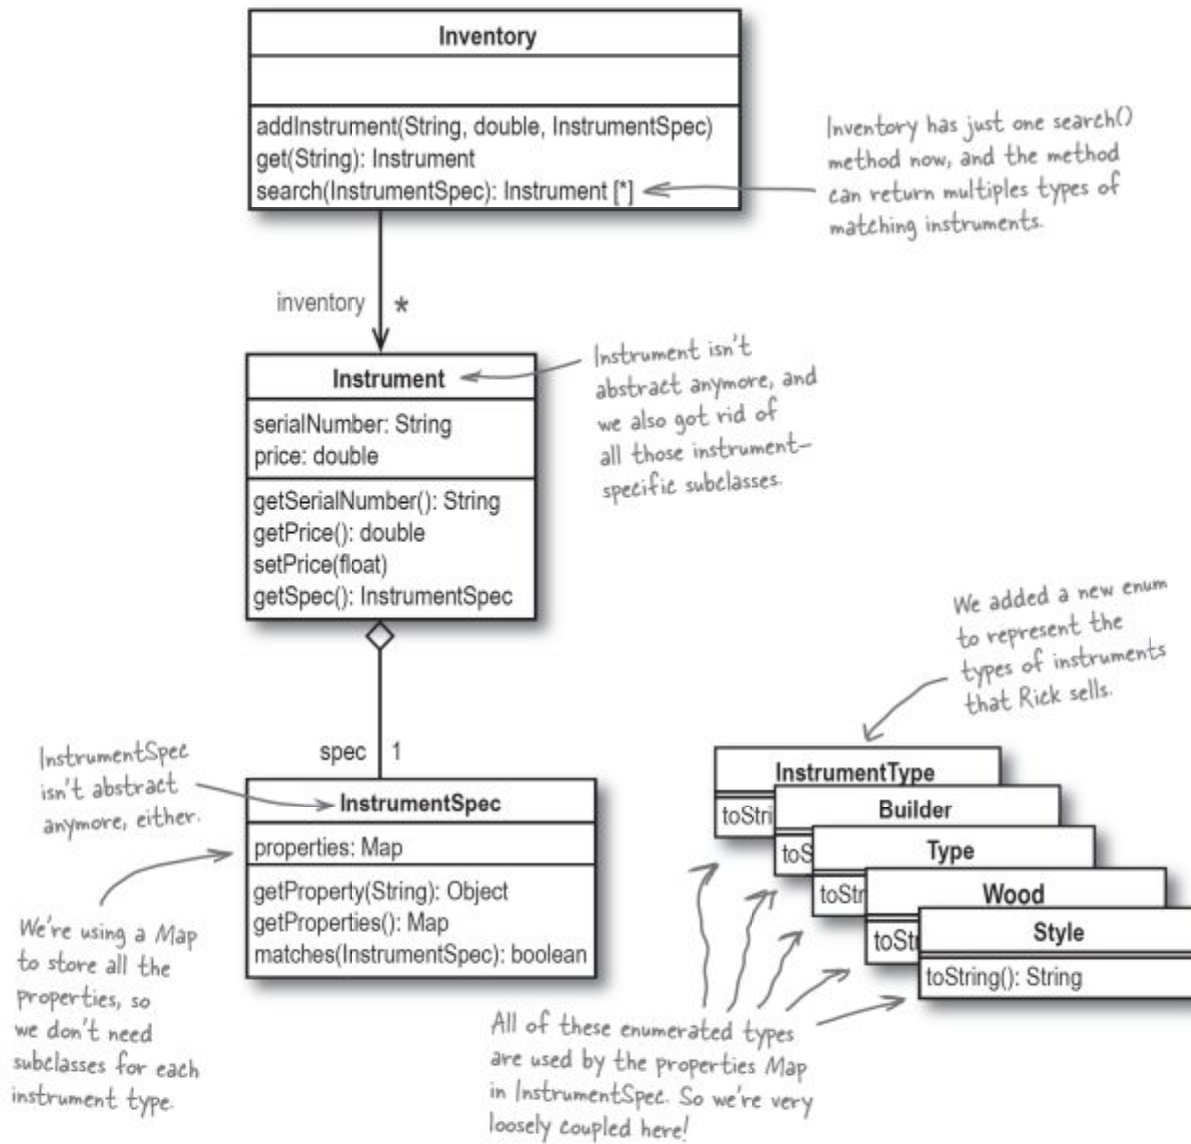 Inventory
addInstrument(String, double, InstrumentSpec)
get(String): Instrument
search(InstrumentSpec): Instrument [*]
Inventory has just one search()
method now, and the method
can return multiples types of
matching instruments.
inventory *
Instrument
serialNumber: String
price: double
getSerialNumber(): String
getPrice(): double
setPrice(float)
getSpec(): InstrumentSpec
Instrument isn't
abstract anymore, and
we also got rid of
all those instrument-
specific subclasses.
We added a new enum
to represent the
types of instruments
that Rick sells.
spec 1
InstrumentSpec
isn't abstract
anymore, either.
InstrumentSpec
properties: Map
getProperty(String): Object
getProperties(): Map
matches(InstrumentSpec): boolean
We're using a Map
to store all the
properties, so
we don't need
subclasses for each
instrument type.
InstrumentType
toStri
Builder
toS
Type
toStr
Wood
toStr
Style
toString(): String
All of these enumerated types
are used by the properties Map
in InstrumentSpec. So we're very
loosely coupled here!